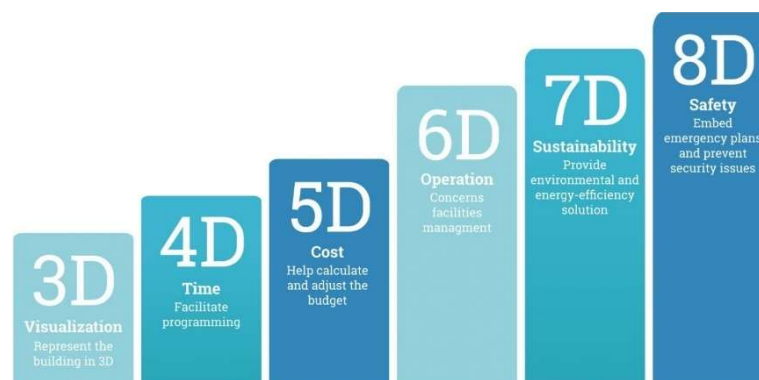 3D
Visualization
Represent the
building in 3D
4D
Time
Facilitate
programming
5D
Cost
Help calculate
and adjust the
budget
6D
Operation
Concerns
facilities
managment
7D
Sustainability
Provide
environmental and
energy-efficiency
solution
8D
Safety
Embed
emergency plans
and prevent
security issues